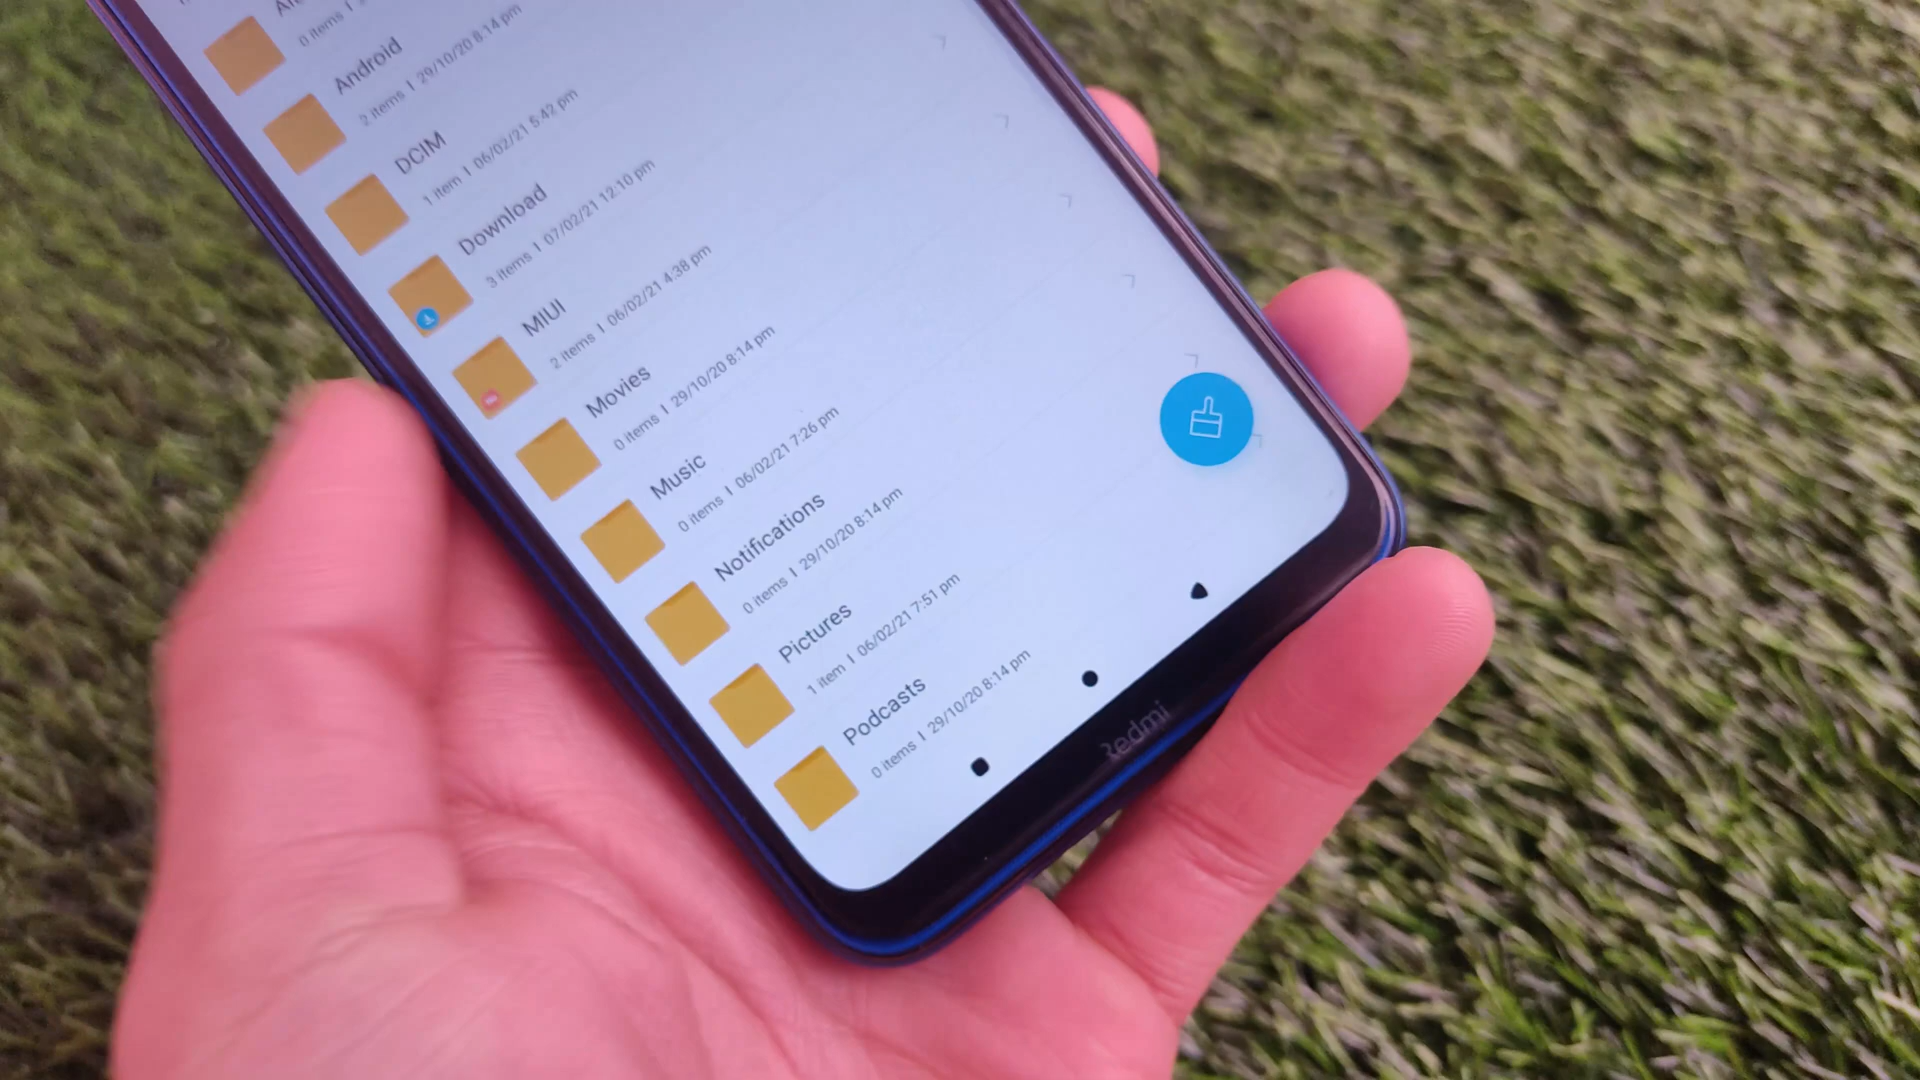 0 items |
Android
2 items | 29/10/20 8:14 pm
DCIM
1 item | 06/02/21 5:42 pm
Download
3 items | 07/02/21 12:10 pm
MIUI
2 items | 06/02/21 4:38 pm
Movies
0 items | 29/10/20 8:14 pm
Music
0 items | 06/02/21 7:26 pm
Notifications
0 items | 29/10/20 8:14 pm
Pictures
1 item | 06/02/21 7:51 pm
Podcasts
0 items | 29/10/20 8:14 pm
Redmi